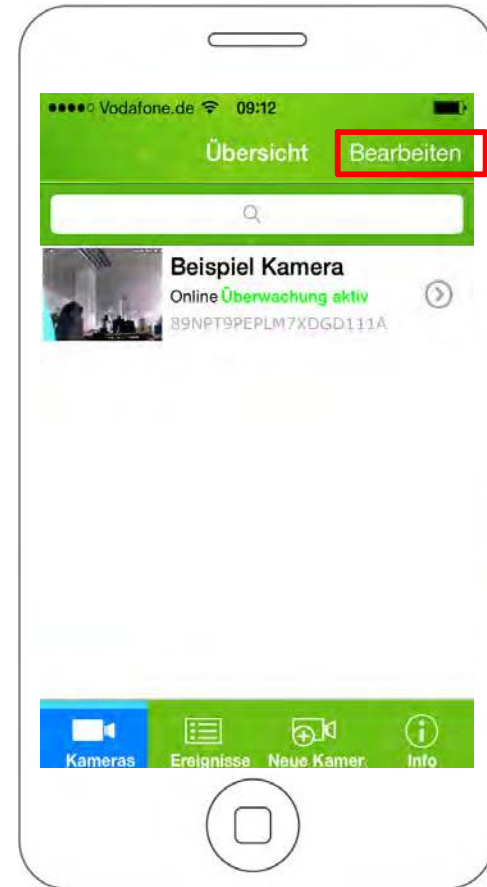 Vodafone.de 09:12
Übersicht Bearbeiten
Beispiel Kamera
Online Überwachung aktiv
89NPT9PEPLM7XDGD111A
Kameras Ereignisse Neue Kamer Info